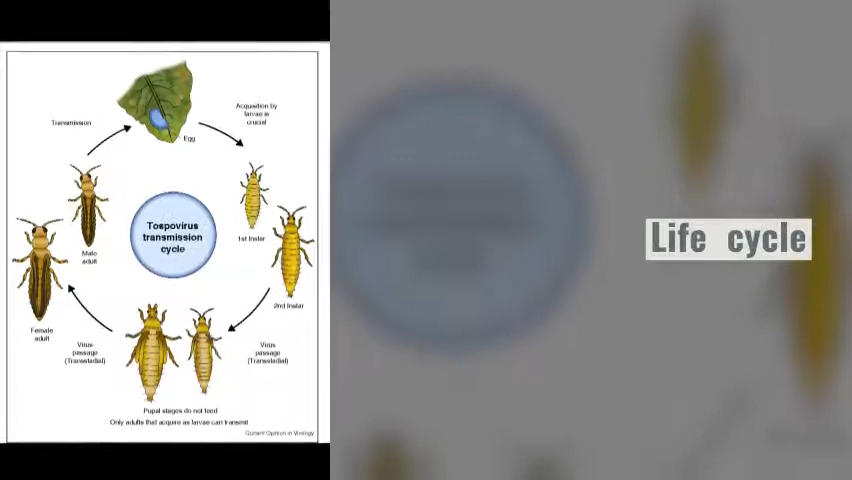 Transmission
Acquisition by
larvae is
crucial
Egg
Tospovirus
transmission
cycle
1st Instar
Male
adult
2nd Instar
Female
adult
Virus
passage
(Transstadial)
Virus
passage
(Transstadial)
Pupal stages do not feed
Only adults that acquire as larvae can transmit
Current Opinion in Virology
Life cycle